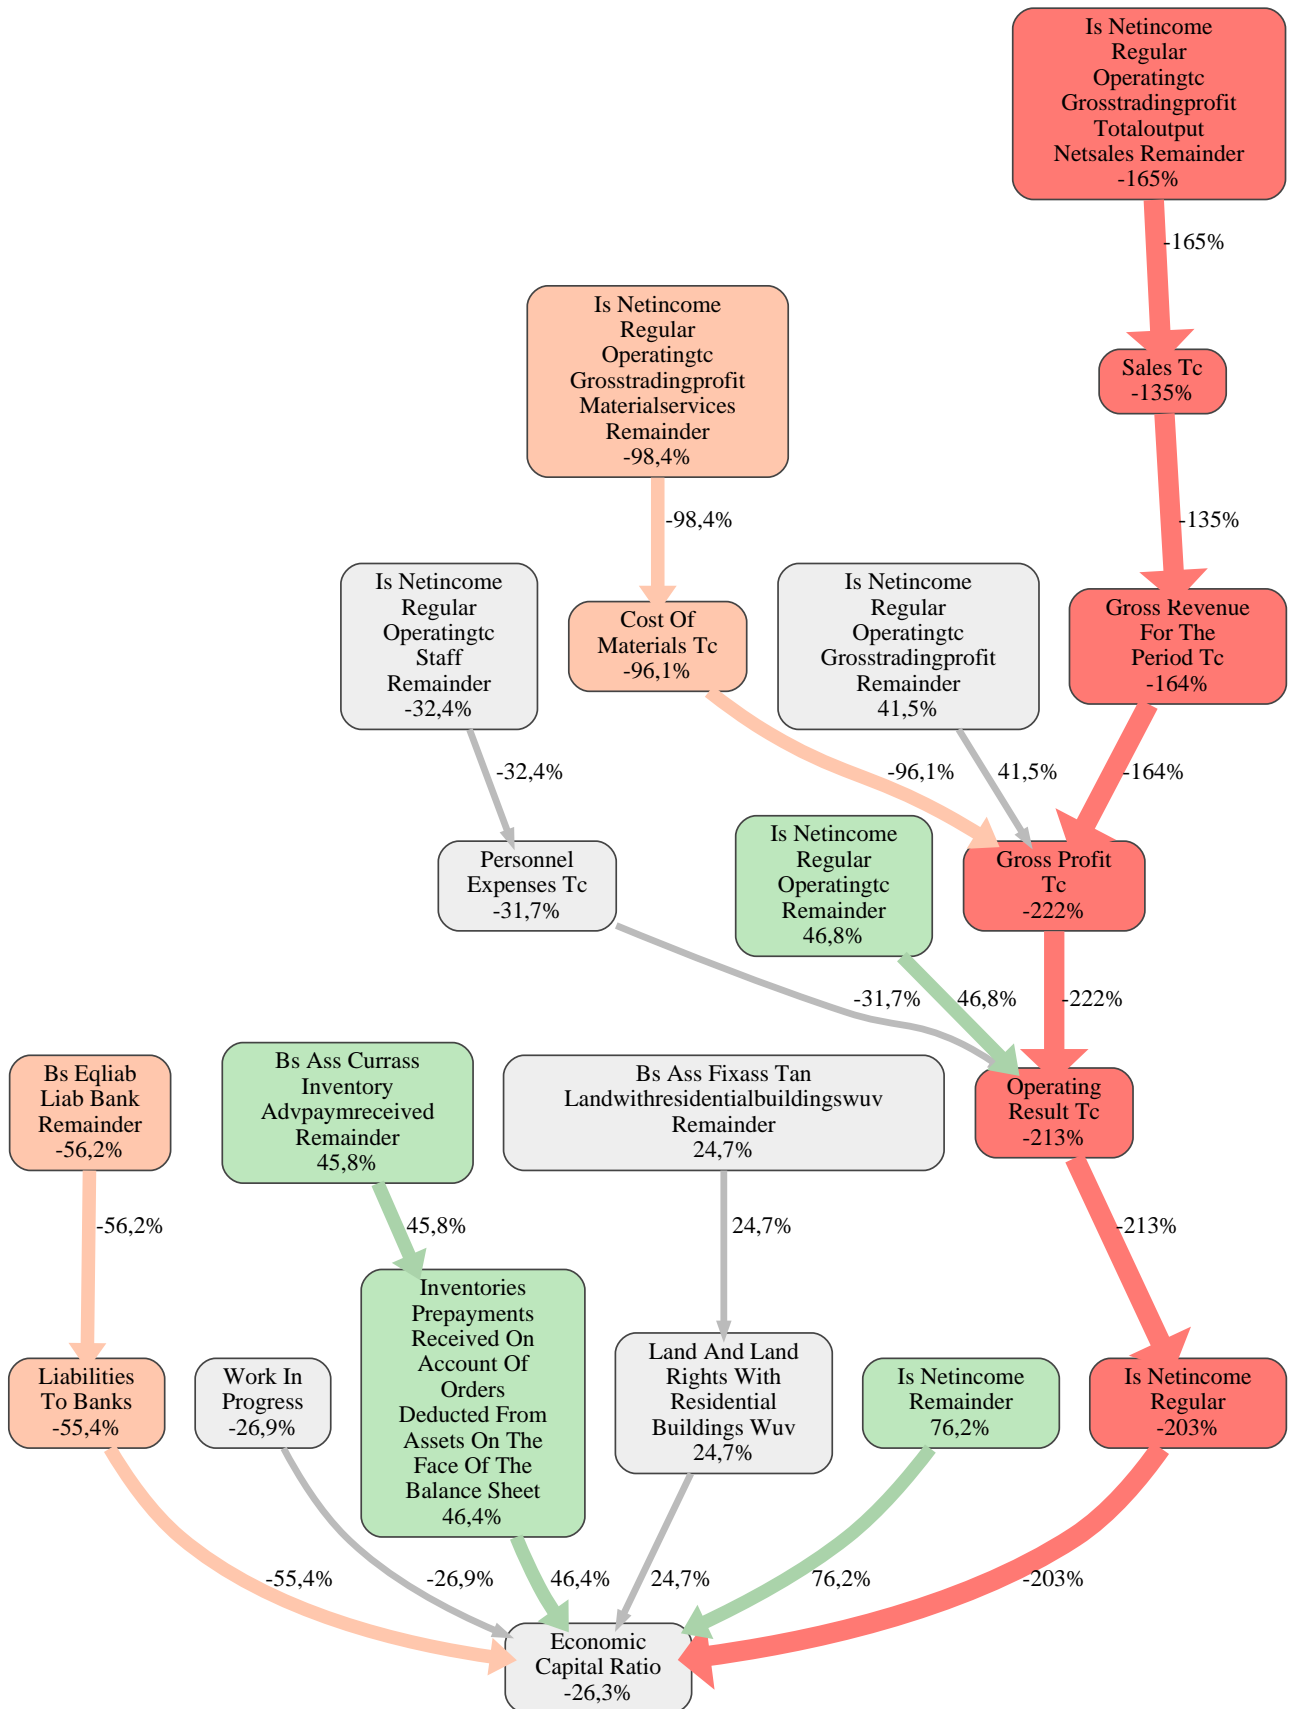 Is Netincome
Regular
Operatingtc
Grosstradingprofit
Totaloutput
Netsales Remainder
-165%
-165%
Is Netincome
Regular
Operatingtc
Grosstradingprofit
Materialservices
Remainder
-98,4%
Sales Tc
-135%
-98,4%
-135%
Is Netincome
Regular
Operatingtc
Staff
Remainder
-32,4%
Cost Of
Materials Tc
-96,1%
Is Netincome
Regular
Operatingtc
Grosstradingprofit
Remainder
41,5%
Gross Revenue
For The
Period Tc
-164%
-32,4%
-96,1%
41,5%
-164%
Personnel
Expenses Tc
-31,7%
Is Netincome
Regular
Operatingtc
Remainder
46,8%
Gross Profit
Tc
-222%
-31,7%
46,8%
-222%
Bs Eqliab
Liab Bank
Remainder
-56,2%
Bs Ass Currass
Inventory
Advpaymreceived
Remainder
45,8%
Bs Ass Fixass Tan
Landwithresidentialbuildingswuv
Remainder
24,7%
Operating
Result Tc
-213%
-56,2%
45,8%
24,7%
-213%
Liabilities
To Banks
-55,4%
Work In
Progress
-26,9%
Inventories
Prepayments
Received On
Account Of
Orders
Deducted From
Assets On The
Face Of The
Balance Sheet
46,4%
Land And Land
Rights With
Residential
Buildings Wuv
24,7%
Is Netincome
Remainder
76,2%
Is Netincome
Regular
-203%
-55,4%
-26,9%
46,4%
24,7%
76,2%
-203%
Economic
Capital Ratio
-26,3%